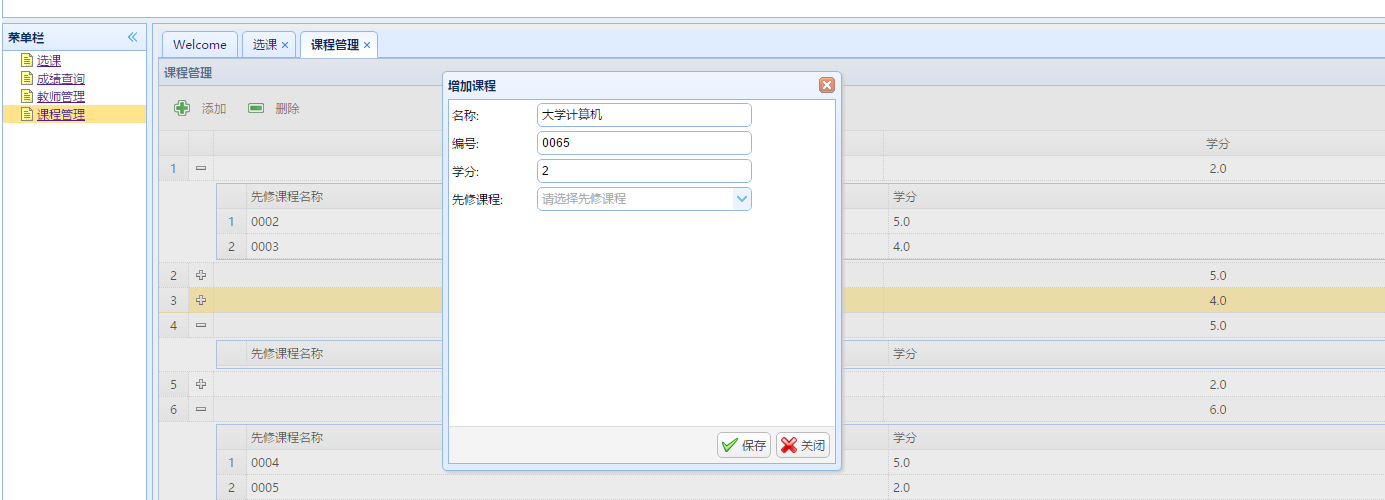 菜单栏
选课
成绩查询
教师管理
课程管理
Welcome 选课 课程管理
课程管理
添加 删除
学分
1 2.0
先修课程名称 学分
1 0002 5.0
2 0003 4.0
2 5.0
3 4.0
4 5.0
先修课程名称 学分
5 2.0
6 6.0
先修课程名称 学分
1 0004 5.0
2 0005 2.0
增加课程
名称: 大学计算机
编号: 0065
学分: 2
先修课程: 请选择先修课程
保存 关闭